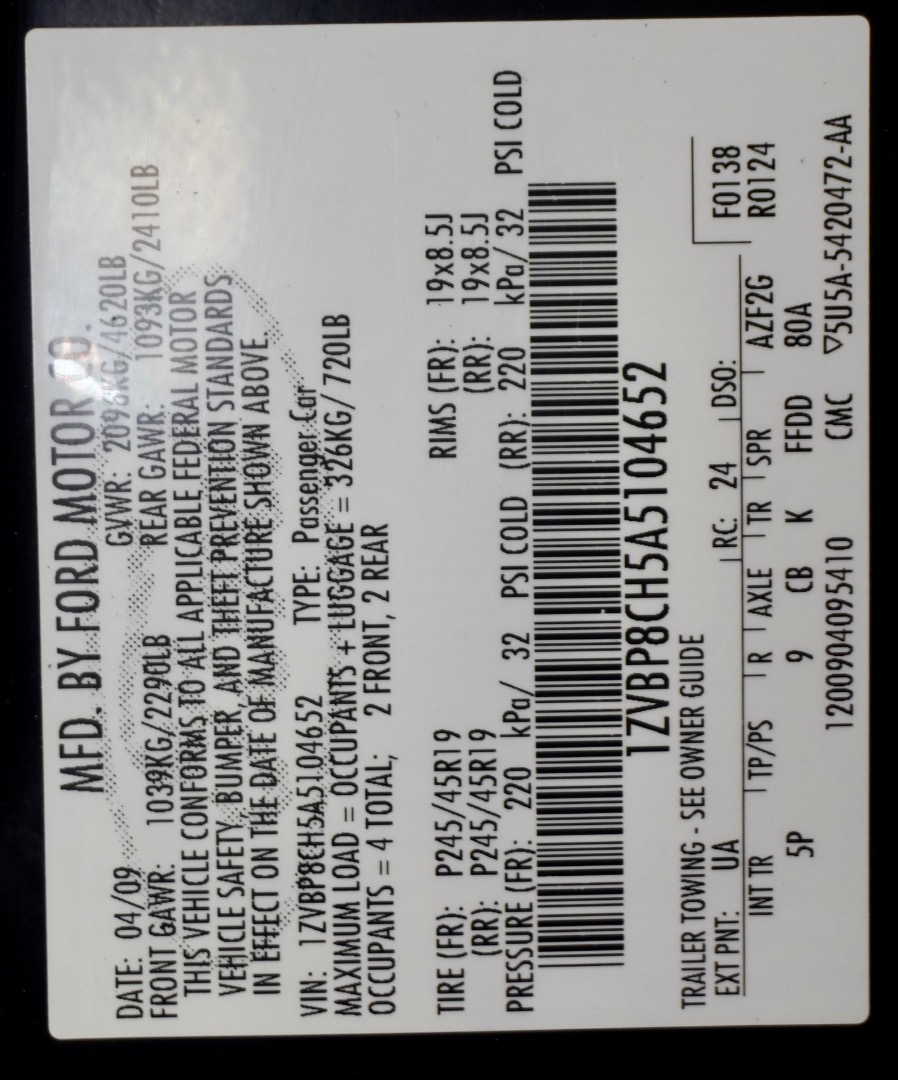 MFD. BY FORD MOTOR CO.
DATE: 04/09 GVWR: 2096KG/4620LB
FRONT GAWR: 1039KG/2290LB REAR GAWR: 1093KG/2410LB
THIS VEHICLE CONFORMS TO ALL APPLICABLE FEDERAL MOTOR
VEHICLE SAFETY, BUMPER, AND THEFT PREVENTION STANDARDS
IN EFFECT ON THE DATE OF MANUFACTURE SHOWN ABOVE.
VIN: 1ZVBP8CH5A5104652 TYPE: Passenger Car
MAXIMUM LOAD = OCCUPANTS + LUGGAGE = 326KG/720LB
OCCUPANTS = 4 TOTAL; 2 FRONT, 2 REAR
TIRE (FR): P245/45R19 RIMS (FR): 19x8.5J
(RR): P245/45R19 (RR): 19x8.5J
PRESSURE (FR): 220 kPa/ 32 PSI COLD (RR): 220 kPa/ 32 PSI COLD
1ZVBP8CH5A5104652
TRAILER TOWING - SEE OWNER GUIDE
EXT PNT: UA RC: 24 DSO: F0138
INT TR TP/PS R AXLE TR SPR AZF2G R0124
5P 9 CB K FFDD 80A
1200904095410 CMC ▽5U5A-5420472-AA